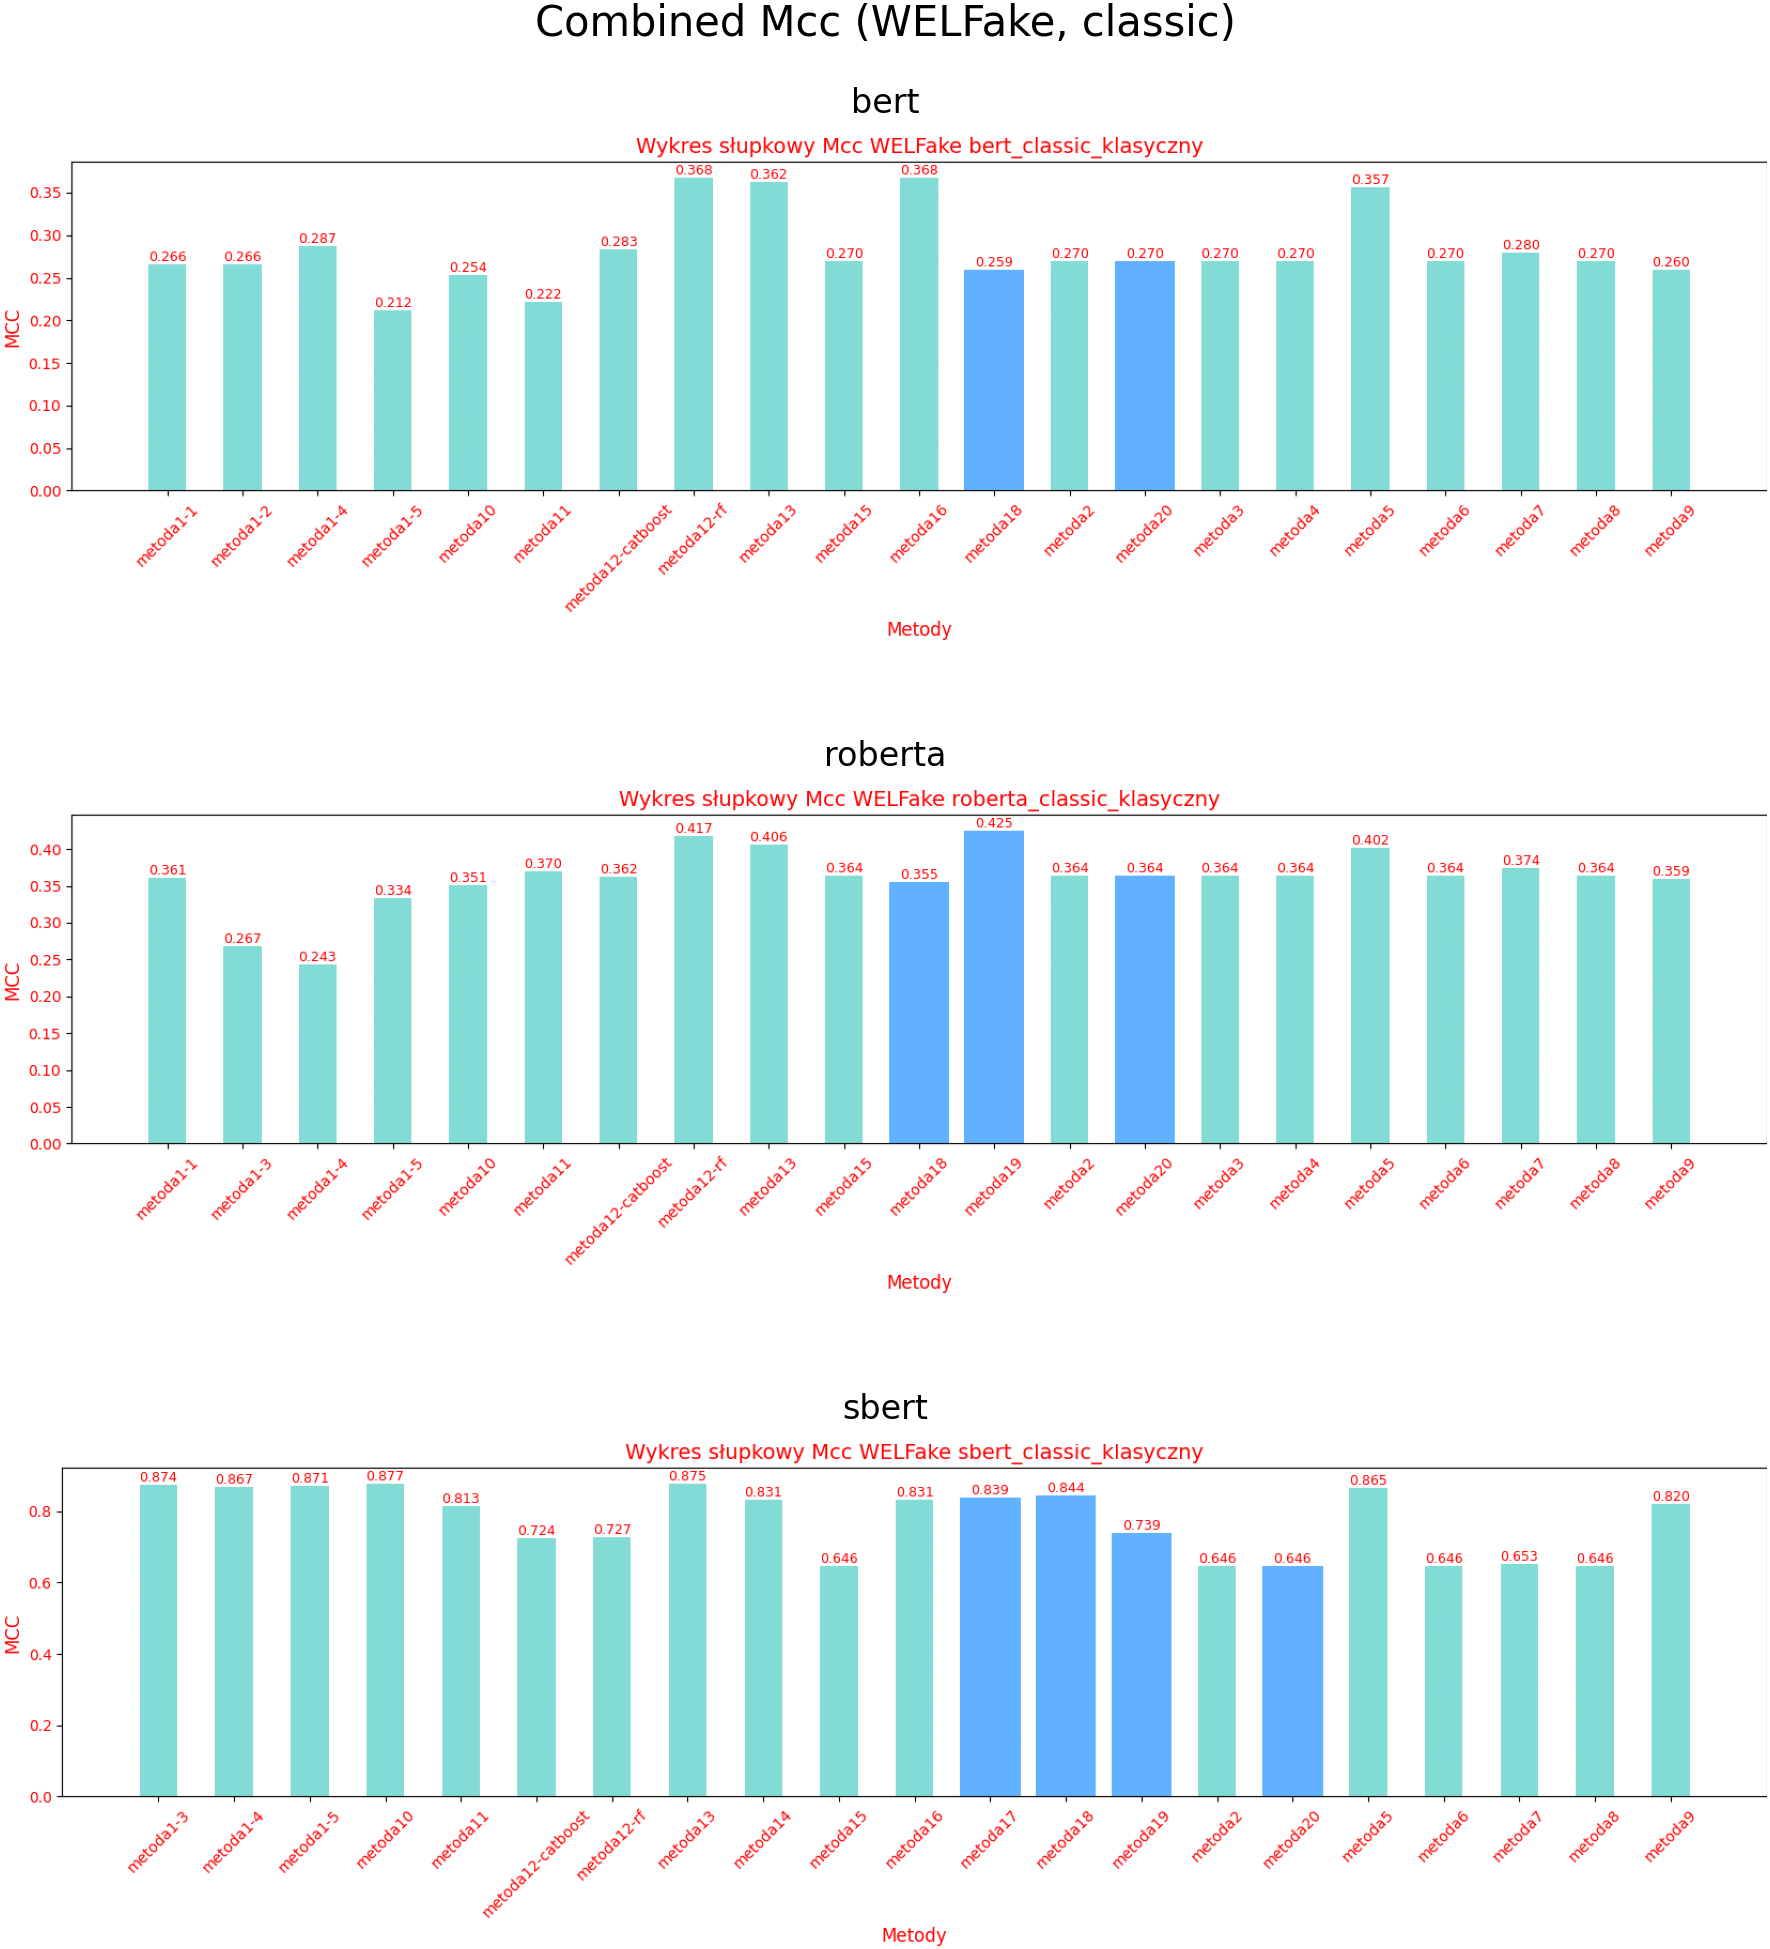 Combined Mcc (WELFake, classic)
bert
Wykres słupkowy Mcc WELFake bert_classic_klasyczny
MCC
0.35
0.30
0.25
0.20
0.15
0.10
0.05
0.00
0.266 0.266 0.287 0.212 0.254 0.222 0.283 0.368 0.362 0.270 0.368 0.259 0.270 0.270 0.270 0.270 0.357 0.270 0.280 0.270 0.260
metoda1-1 metoda1-2 metoda1-4 metoda1-5 metoda10 metoda11 metoda12-catboost metoda12-rf metoda13 metoda15 metoda16 metoda18 metoda2 metoda20 metoda3 metoda4 metoda5 metoda6 metoda7 metoda8 metoda9
Metody
roberta
Wykres słupkowy Mcc WELFake roberta_classic_klasyczny
MCC
0.40
0.35
0.30
0.25
0.20
0.15
0.10
0.05
0.00
0.361 0.267 0.243 0.334 0.351 0.370 0.362 0.417 0.406 0.364 0.355 0.425 0.364 0.364 0.364 0.364 0.402 0.364 0.374 0.364 0.359
metoda1-1 metoda1-3 metoda1-4 metoda1-5 metoda10 metoda11 metoda12-catboost metoda12-rf metoda13 metoda15 metoda18 metoda19 metoda2 metoda20 metoda3 metoda4 metoda5 metoda6 metoda7 metoda8 metoda9
Metody
sbert
Wykres słupkowy Mcc WELFake sbert_classic_klasyczny
MCC
0.8
0.6
0.4
0.2
0.0
0.874 0.867 0.871 0.877 0.813 0.724 0.727 0.875 0.831 0.646 0.831 0.839 0.844 0.739 0.646 0.646 0.865 0.646 0.653 0.646 0.820
metoda1-3 metoda1-4 metoda1-5 metoda10 metoda11 metoda12-catboost metoda12-rf metoda13 metoda14 metoda15 metoda16 metoda17 metoda18 metoda19 metoda2 metoda20 metoda5 metoda6 metoda7 metoda8 metoda9
Metody